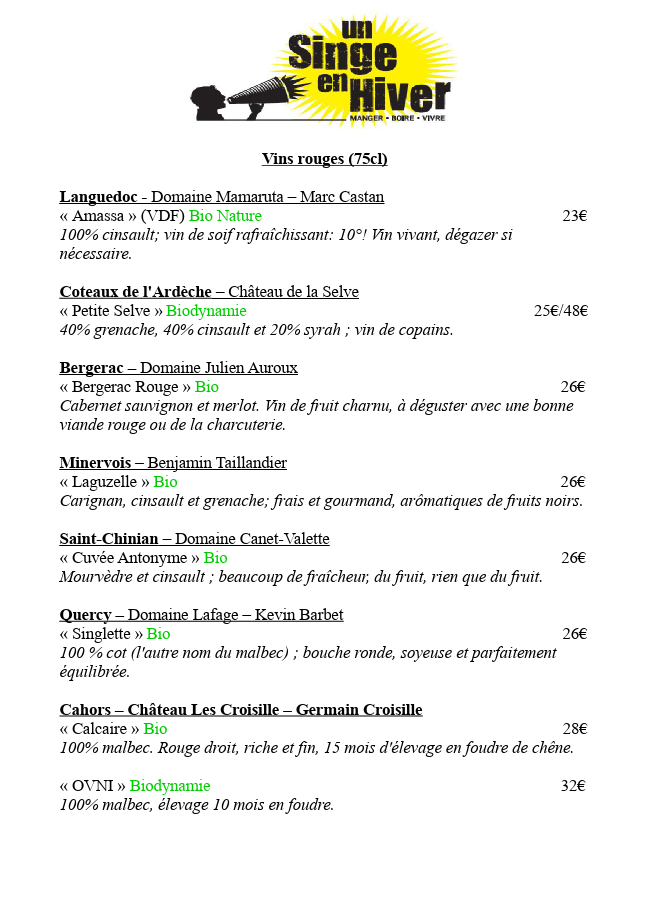 un
Singe
en
Hiver
MANGER • BOIRE • VIVRE
Vins rouges (75cl)
Languedoc - Domaine Mamaruta – Marc Castan
« Amassa » (VDF) Bio Nature 23€
100% cinsault; vin de soif rafraîchissant: 10°! Vin vivant, dégazer si
nécessaire.
Coteaux de l'Ardèche – Château de la Selve
« Petite Selve » Biodynamie 25€/48€
40% grenache, 40% cinsault et 20% syrah ; vin de copains.
Bergerac – Domaine Julien Auroux
« Bergerac Rouge » Bio 26€
Cabernet sauvignon et merlot. Vin de fruit charnu, à déguster avec une bonne
viande rouge ou de la charcuterie.
Minervois – Benjamin Taillandier
« Laguzelle » Bio 26€
Carignan, cinsault et grenache; frais et gourmand, arômatiques de fruits noirs.
Saint-Chinian – Domaine Canet-Valette
« Cuvée Antonyme » Bio 26€
Mourvèdre et cinsault ; beaucoup de fraîcheur, du fruit, rien que du fruit.
Quercy – Domaine Lafage – Kevin Barbet
« Singlette » Bio 26€
100 % cot (l'autre nom du malbec) ; bouche ronde, soyeuse et parfaitement
équilibrée.
Cahors – Château Les Croisille – Germain Croisille
« Calcaire » Bio 28€
100% malbec. Rouge droit, riche et fin, 15 mois d'élevage en foudre de chêne.
« OVNI » Biodynamie 32€
100% malbec, élevage 10 mois en foudre.